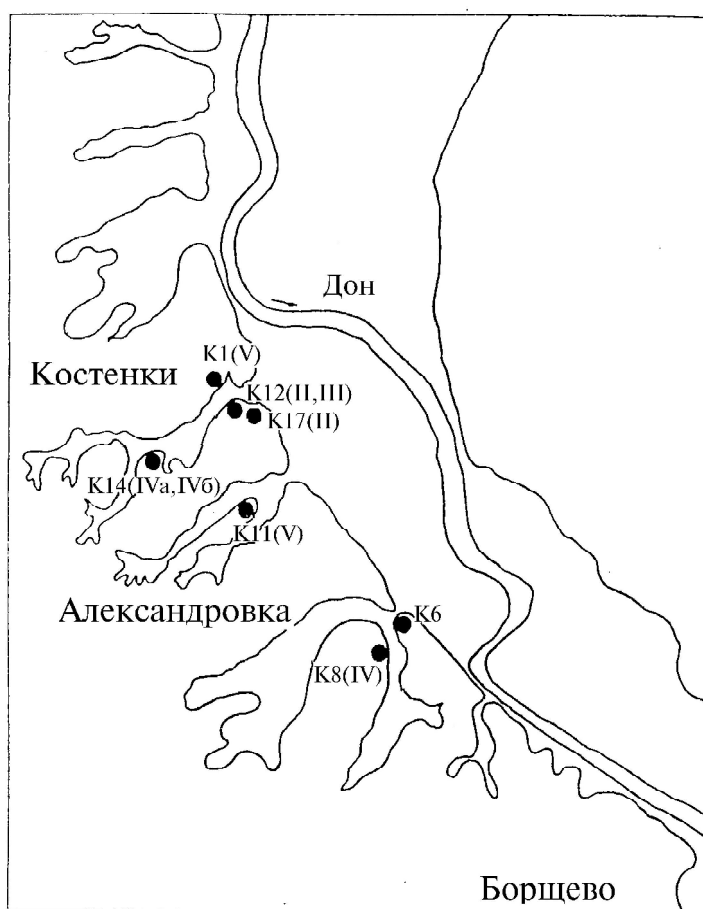 Дон
К1(V)
Костенки
К12(II,III)
К17(II)
К14(IVа,IVб)
К11(V)
Александровка
К6
К8(IV)
Борщево